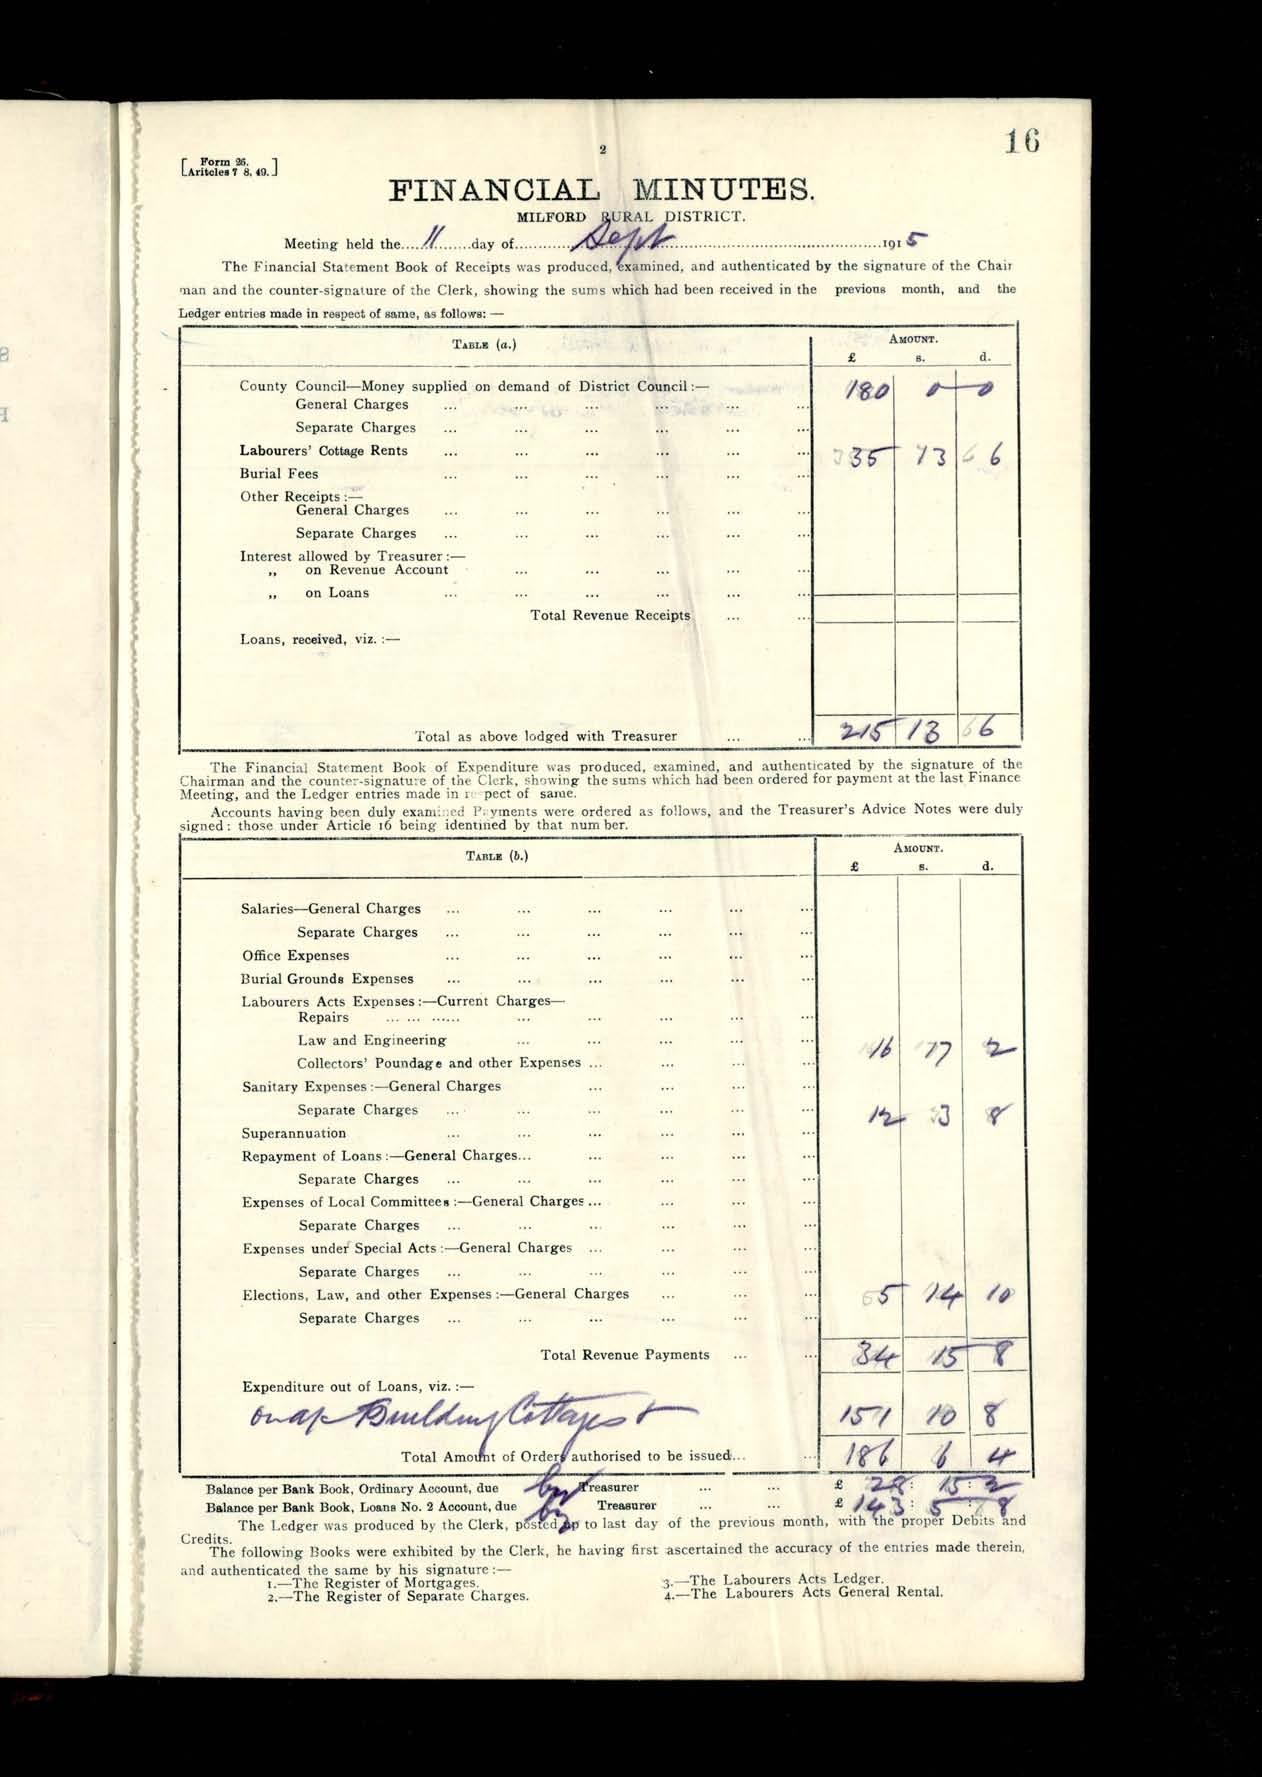 16
2
[Form 26.
Aritcles 7 8, 49.]
FINANCIAL MINUTES.
MILFORD RURAL DISTRICT.
Meeting held the....11........day of............Sept..................................................1915
The Financial Statement Book of Receipts was produced, examined, and authenticated by the signature of the Chair
man and the counter-signature of the Clerk, showing the sums which had been received in the previous month, and the
Ledger entries made in respect of same, as follows: —
TABLE (a.) AMOUNT.
£ s. d.
County Council—Money supplied on demand of District Council :— 180 0 0
General Charges ... ... ... ... ... ...
Separate Charges ... ... ... ... ... ...
Labourers' Cottage Rents ... ... ... ... ... ... 35 13 6
Burial Fees ... ... ... ... ... ...
Other Receipts :—
General Charges ... ... ... ... ... ...
Separate Charges ... ... ... ... ... ...
Interest allowed by Treasurer :—
„ on Revenue Account ... ... ... ... ...
„ on Loans ... ... ... ... ... ...
Total Revenue Receipts ... ...
Loans, received, viz. :—
Total as above lodged with Treasurer ... ... 215 13 6
The Financial Statement Book of Expenditure was produced, examined, and authenticated by the signature of the
Chairman and the counter-signature of the Clerk, showing the sums which had been ordered for payment at the last Finance
Meeting, and the Ledger entries made in respect of same.
Accounts having been duly examined Payments were ordered as follows, and the Treasurer's Advice Notes were duly
signed : those under Article 16 being identified by that num ber.
TABLE (b.) AMOUNT.
£ s. d.
Salaries—General Charges ... ... ... ... ... ...
Separate Charges ... ... ... ... ... ...
Office Expenses ... ... ... ... ... ...
Burial Grounds Expenses ... ... ... ... ... ...
Labourers Acts Expenses :—Current Charges—
Repairs ... ... ...... ... ... ... ... ...
Law and Engineering ... ... ... ... ... 16 17 2
Collectors' Poundage and other Expenses ... ... ... ...
Sanitary Expenses :—General Charges ... ... ... ...
Separate Charges ... ... ... ... ... ... 12 3 8
Superannuation ... ... ... ... ... ...
Repayment of Loans :—General Charges... ... ... ... ...
Separate Charges ... ... ... ... ... ...
Expenses of Local Committees :—General Charges ... ... ... ...
Separate Charges ... ... ... ... ... ...
Expenses under Special Acts :—General Charges ... ... ... ...
Separate Charges ... ... ... ... ... ...
Elections, Law, and other Expenses :—General Charges ... ... ... 5 14 10
Separate Charges ... ... ... ... ... ...
Total Revenue Payments ... ... 34 15 8
Expenditure out of Loans, viz. :—
Building Cottages 151 10 8
Total Amount of Orders authorised to be issued... ... 186 6 4
Balance per Bank Book, Ordinary Account, due by Treasurer ... ... £ 28 : 15 : 2
Balance per Bank Book, Loans No. 2 Account, due by Treasurer ... ... £ 143 : 5 : 8
The Ledger was produced by the Clerk, posted up to last day of the previous month, with the proper Debits and
Credits.
The following Books were exhibited by the Clerk, he having first ascertained the accuracy of the entries made therein,
and authenticated the same by his signature :—
1.—The Register of Mortgages. 3.—The Labourers Acts Ledger.
2.—The Register of Separate Charges. 4.—The Labourers Acts General Rental.